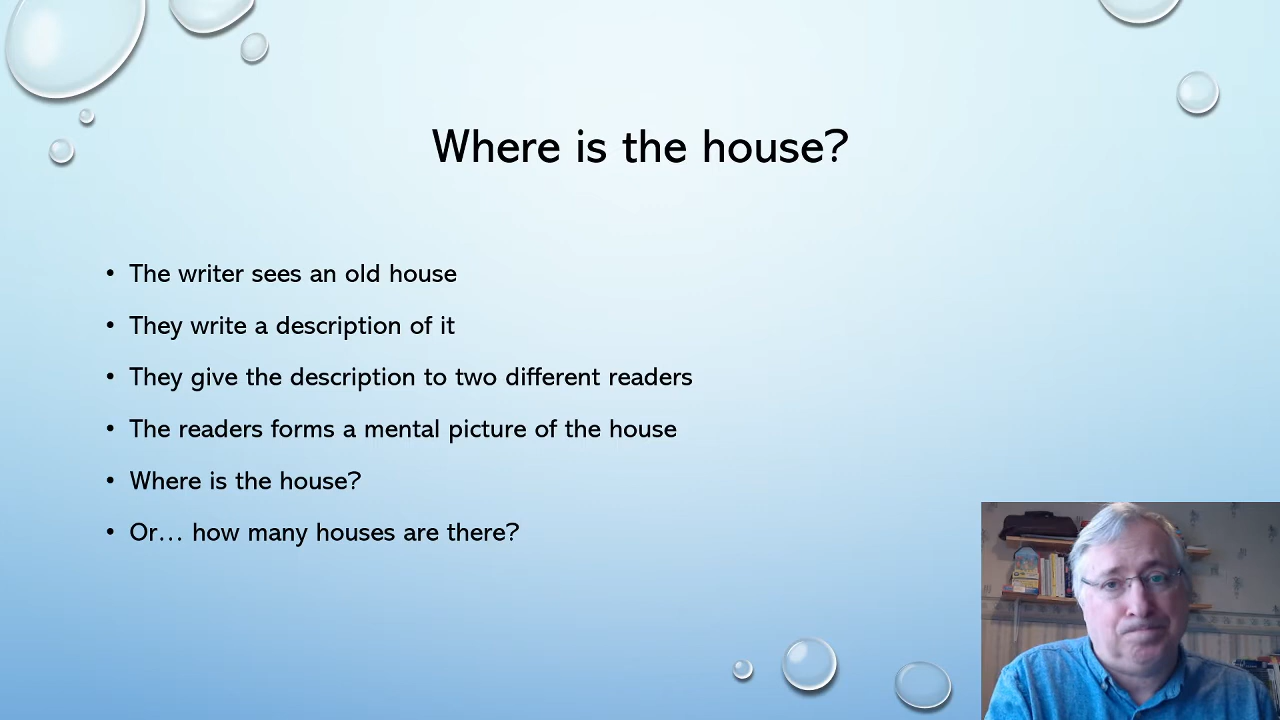 Where is the house?
• The writer sees an old house
• They write a description of it
• They give the description to two different readers
• The readers forms a mental picture of the house
• Where is the house?
• Or… how many houses are there?